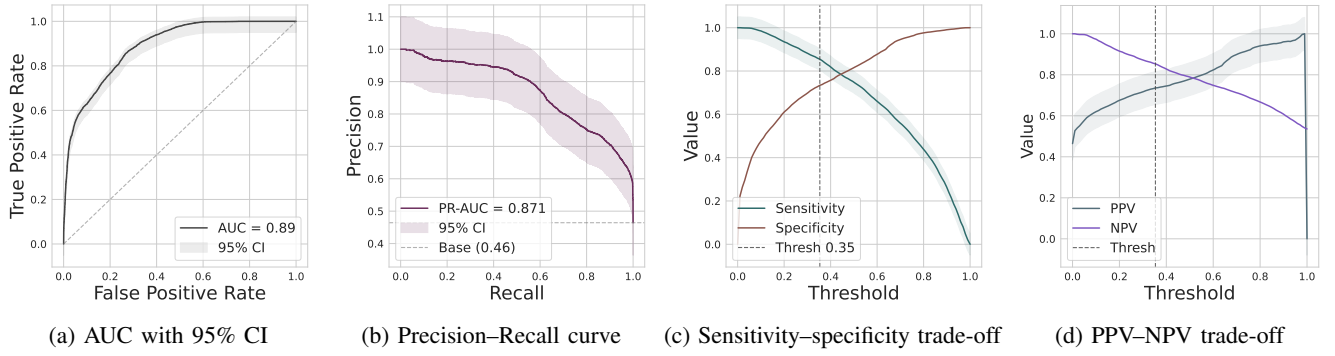 True Positive Rate
1.0
0.8
0.6
0.4
0.2
0.0
AUC = 0.89
95% CI
0.0 0.2 0.4 0.6 0.8 1.0
False Positive Rate
(a) AUC with 95% CI
Precision
1.1
1.0
0.9
0.8
0.7
0.6
0.5
0.4
PR-AUC = 0.871
95% CI
Base (0.46)
0.0 0.2 0.4 0.6 0.8 1.0
Recall
(b) Precision–Recall curve
Value
1.0
0.8
0.6
0.4
0.2
0.0
Sensitivity
Specificity
Thresh 0.35
0.0 0.2 0.4 0.6 0.8 1.0
Threshold
(c) Sensitivity–specificity trade-off
Value
1.0
0.8
0.6
0.4
0.2
0.0
PPV
NPV
Thresh
0.0 0.2 0.4 0.6 0.8 1.0
Threshold
(d) PPV–NPV trade-off